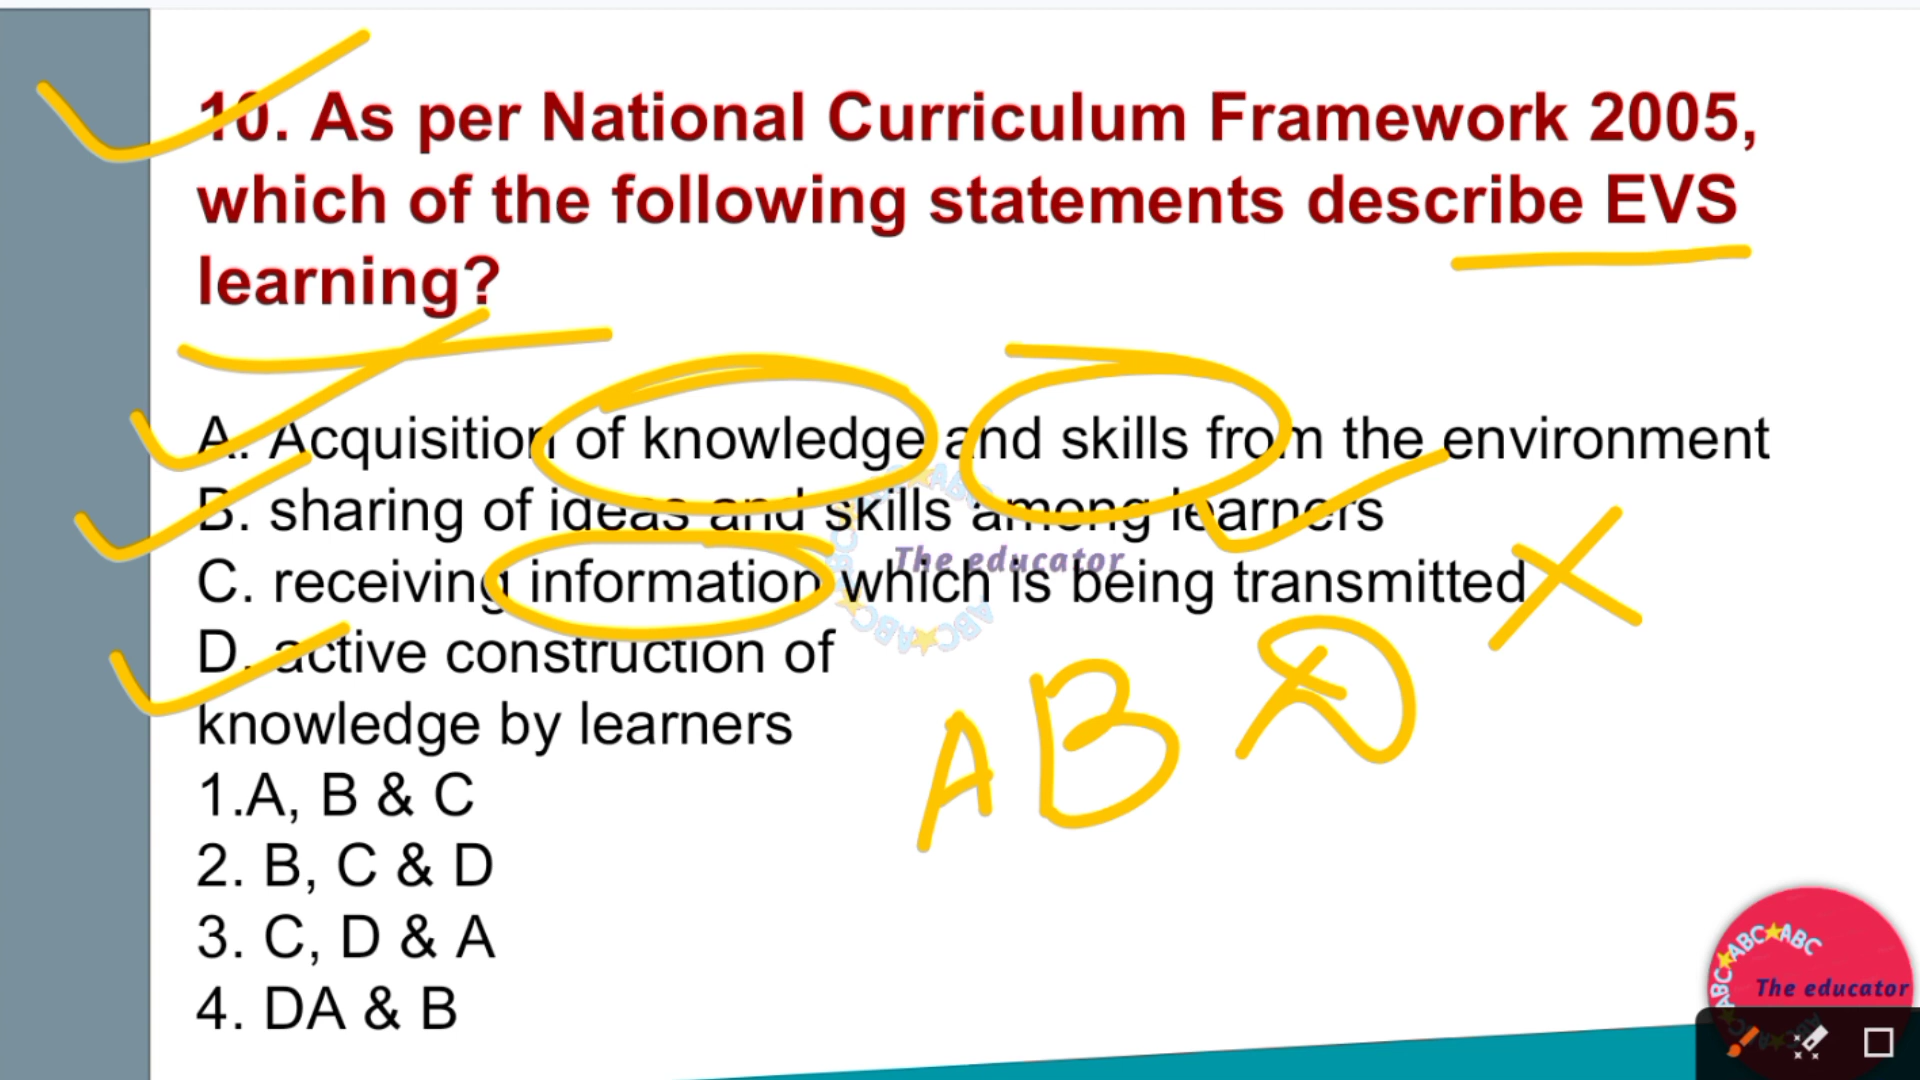 10. As per National Curriculum Framework 2005,
which of the following statements describe EVS
learning?
A. Acquisition of knowledge and skills from the environment
B. sharing of ideas and skills among learners
The educator
C. receiving information which is being transmitted
D. active construction of
knowledge by learners
A B D
1.A, B & C
2. B, C & D
3. C, D & A
4. DA & B
ABC ABC ABC
The educator